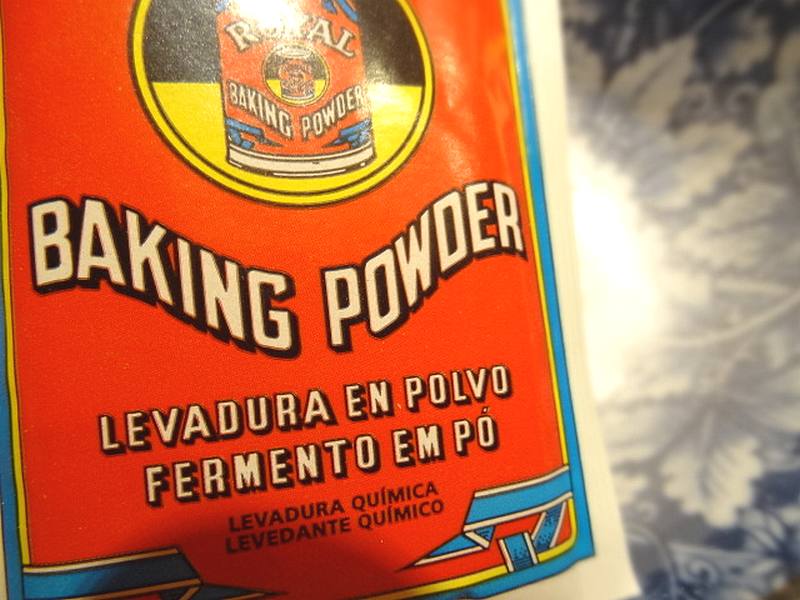 ROYAL
BAKING POWDER
BAKING POWDER
LEVADURA EN POLVO
FERMENTO EM PÓ
LEVADURA QUÍMICA
LEVEDANTE QUÍMICO